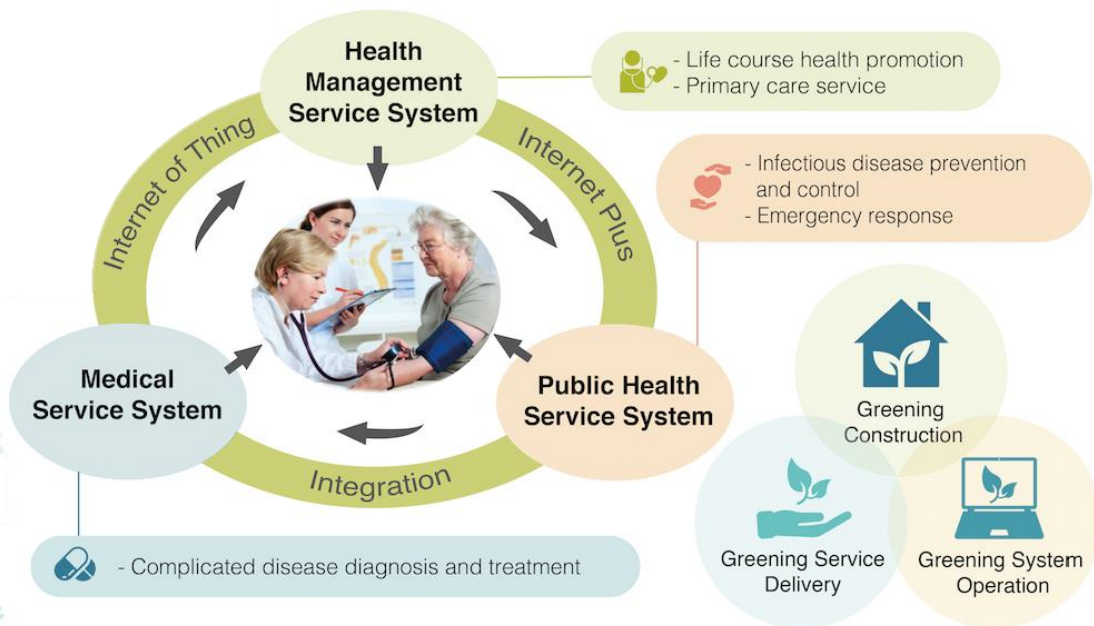 Health
Management
Service System
- Life course health promotion
- Primary care service
Internet of Thing
Internet Plus
- Infectious disease prevention
and control
- Emergency response
Medical
Service System
Public Health
Service System
Integration
- Complicated disease diagnosis and treatment
Greening
Construction
Greening Service
Delivery
Greening System
Operation